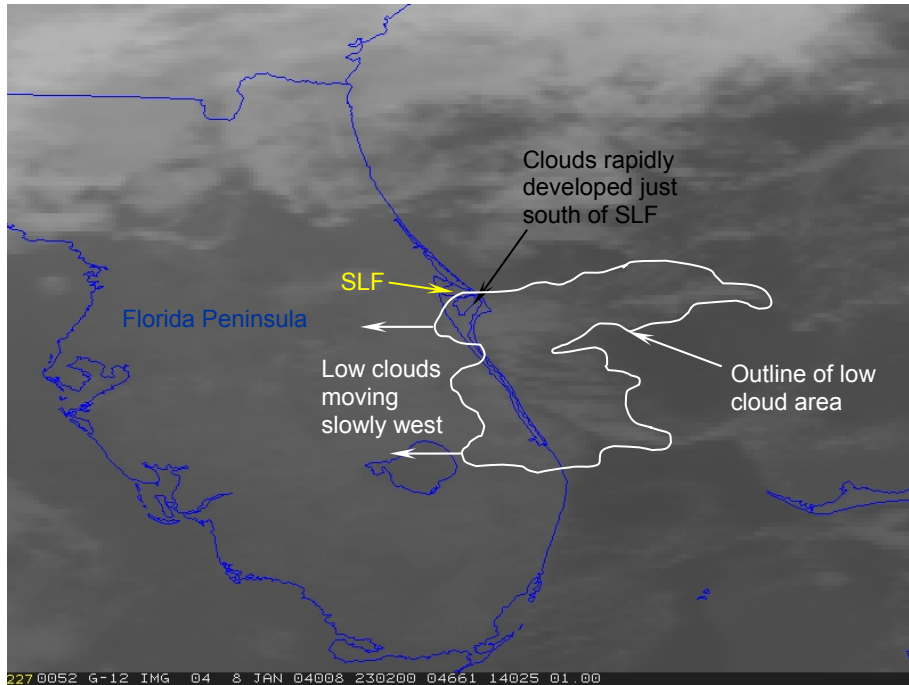 Clouds rapidly
developed just
south of SLF
SLF
Florida Peninsula
Low clouds
moving
slowly west
Outline of low
cloud area
227 0052 G-12 IMG 04 8 JAN 04008 230200 04661 14025 01.00